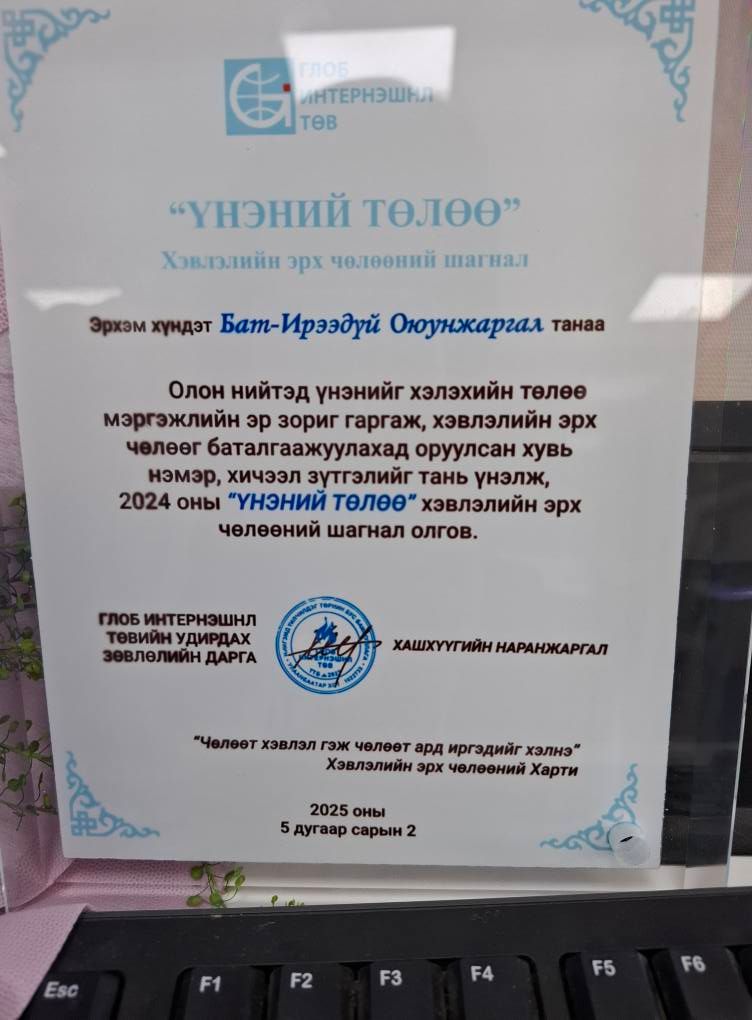 ГЛОБ
ИНТЕРНЭШНЛ
ТӨВ
“ҮНЭНИЙ ТӨЛӨӨ”
Хэвлэлийн эрх чөлөөний шагнал
Эрхэм хүндэт Бат-Ирээдүй Оюунжаргал танаа
Олон нийтэд үнэнийг хэлэхийн төлөө
мэргэжлийн эр зориг гаргаж, хэвлэлийн эрх
чөлөөг баталгаажуулахад оруулсан хувь
нэмэр, хичээл зүтгэлийг тань үнэлж,
2024 оны “ҮНЭНИЙ ТӨЛӨӨ” хэвлэлийн эрх
чөлөөний шагнал олгов.
ГЛОБ ИНТЕРНЭШНЛ
ТӨВИЙН УДИРДАХ
ЗӨВЛӨЛИЙН ДАРГА
ХАШХҮҮГИЙН НАРАНЖАРГАЛ
“Чөлөөт хэвлэл гэж чөлөөт ард иргэдийг хэлнэ”
Хэвлэлийн эрх чөлөөний Харти
2025 оны
5 дугаар сарын 2
Esc F1 F2 F3 F4 F5 F6